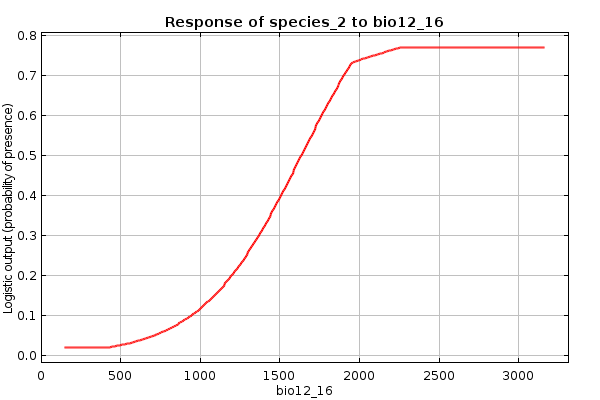 Response of species_2 to bio12_16
Logistic output (probability of presence)
0.8
0.7
0.6
0.5
0.4
0.3
0.2
0.1
0.0
0 500 1000 1500 2000 2500 3000
bio12_16